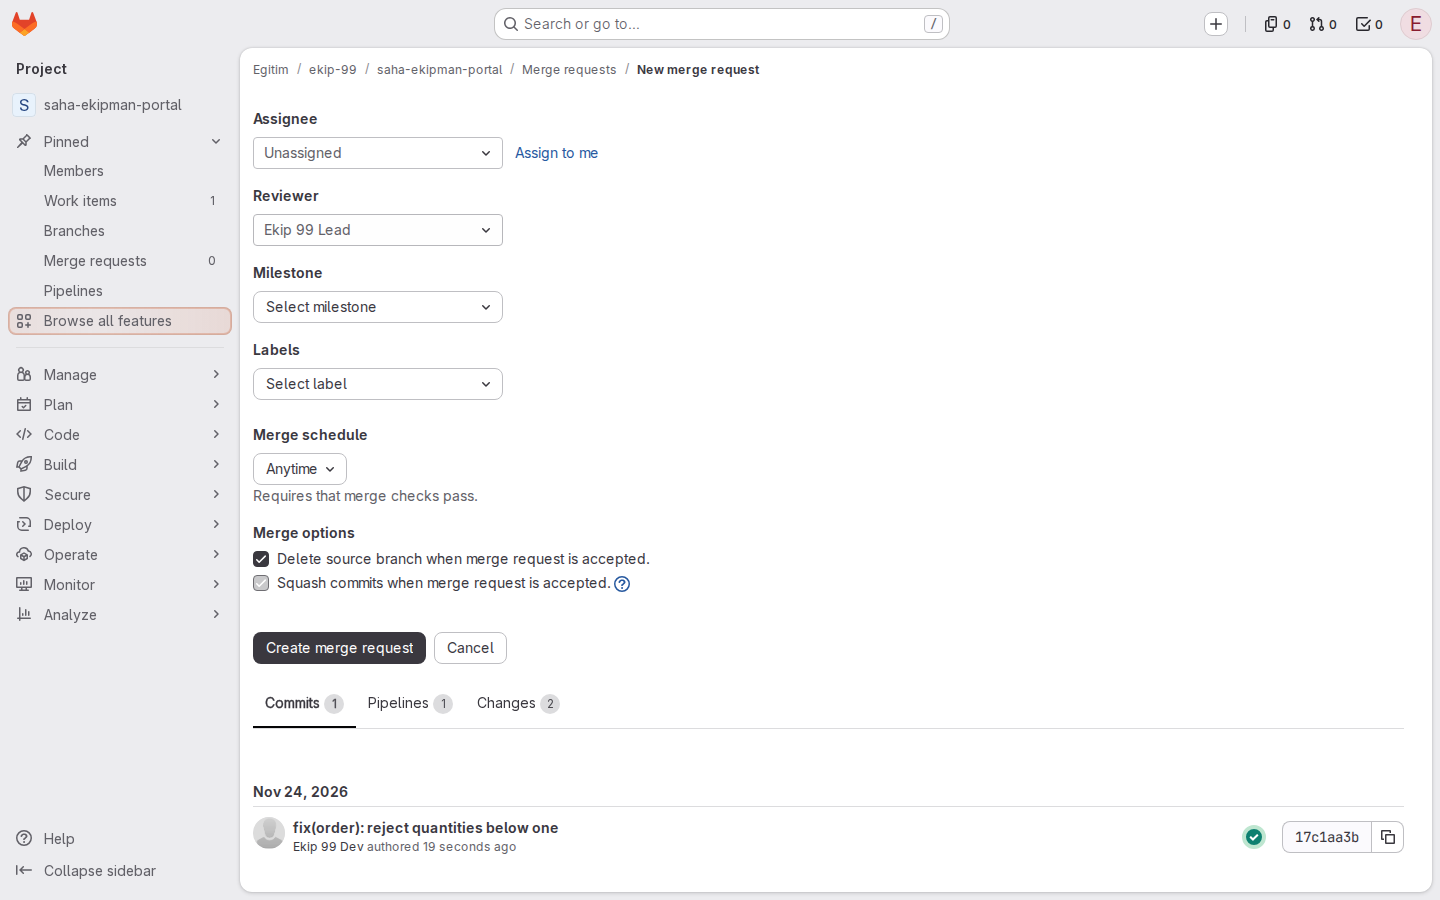 Search or go to...
/
0
0
0
E
Project
S
saha-ekipman-portal
Pinned
Members
Work items
1
Branches
Merge requests
0
Pipelines
Browse all features
Manage
Plan
Code
Build
Secure
Deploy
Operate
Monitor
Analyze
Help
Collapse sidebar
Egitim / ekip-99 / saha-ekipman-portal / Merge requests / New merge request
Assignee
Unassigned
Assign to me
Reviewer
Ekip 99 Lead
Milestone
Select milestone
Labels
Select label
Merge schedule
Anytime
Requires that merge checks pass.
Merge options
Delete source branch when merge request is accepted.
Squash commits when merge request is accepted.
Create merge request
Cancel
Commits 1
Pipelines 1
Changes 2
Nov 24, 2026
fix(order): reject quantities below one
Ekip 99 Dev authored 19 seconds ago
17c1aa3b